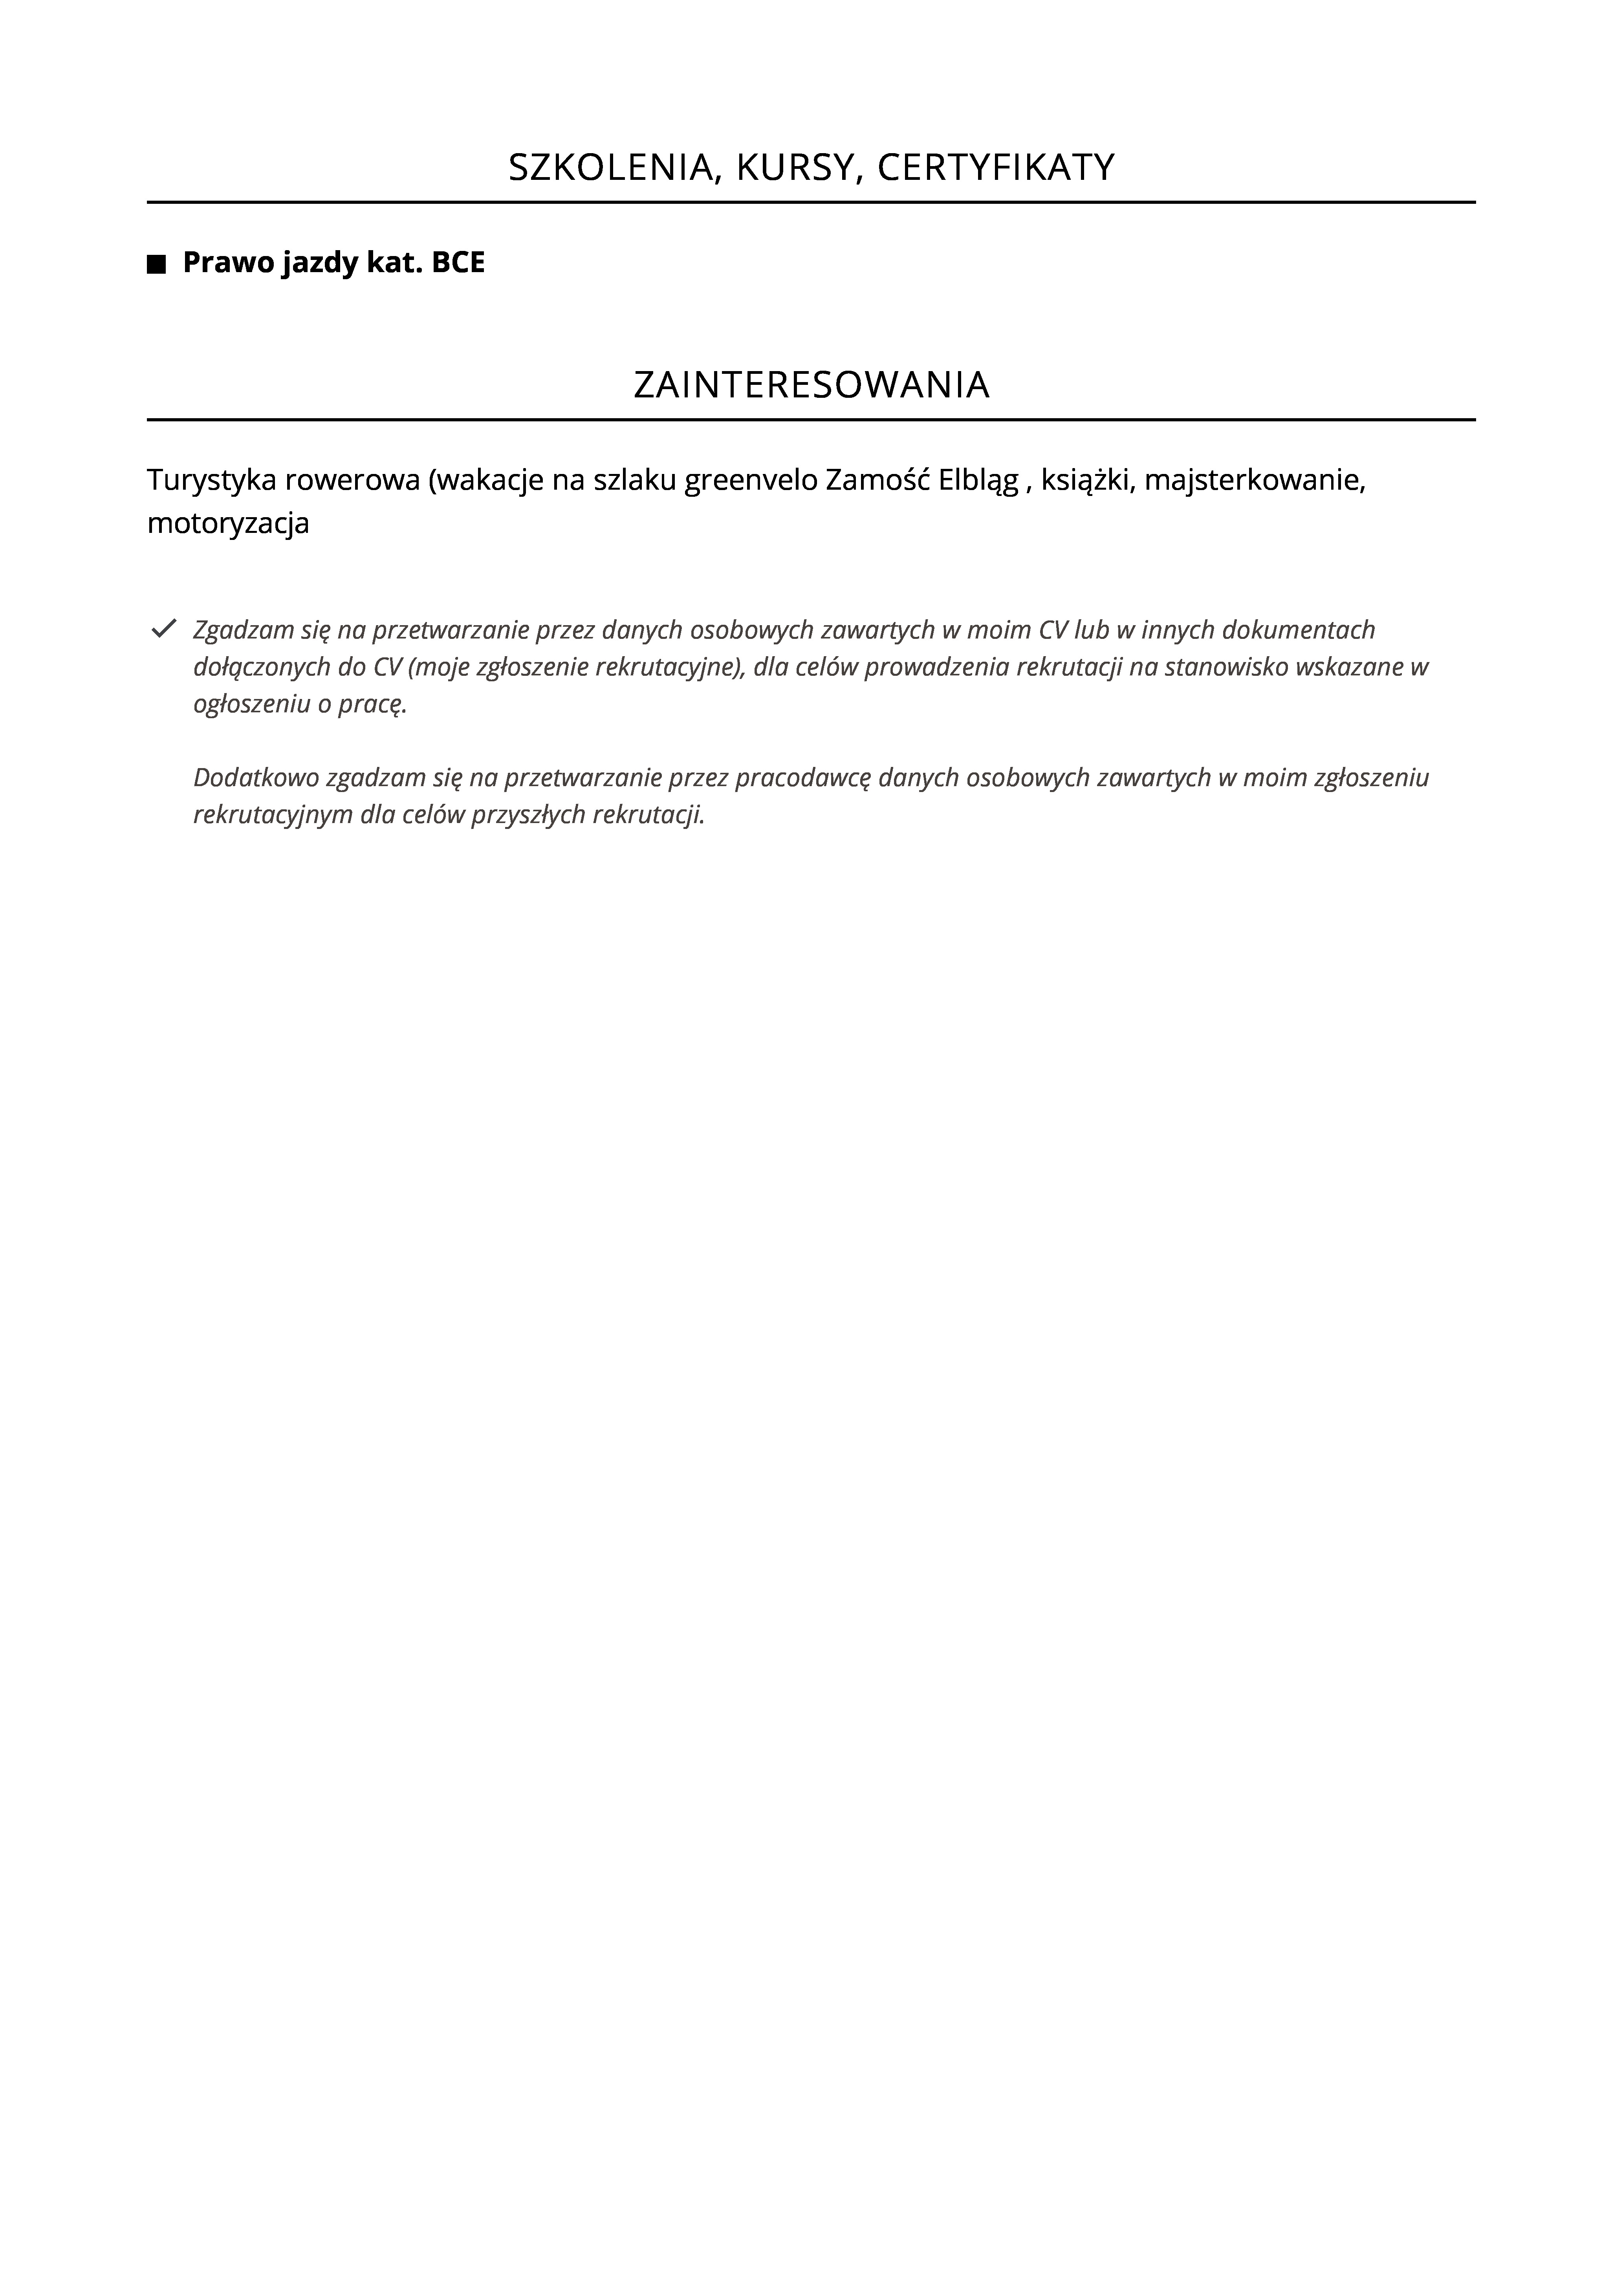 SZKOLENIA, KURSY, CERTYFIKATY
Prawo jazdy kat. BCE
ZAINTERESOWANIA
Turystyka rowerowa (wakacje na szlaku greenvelo Zamość Elbląg , książki, majsterkowanie,
motoryzacja
Zgadzam się na przetwarzanie przez danych osobowych zawartych w moim CV lub w innych dokumentach
dołączonych do CV (moje zgłoszenie rekrutacyjne), dla celów prowadzenia rekrutacji na stanowisko wskazane w
ogłoszeniu o pracę.
Dodatkowo zgadzam się na przetwarzanie przez pracodawcę danych osobowych zawartych w moim zgłoszeniu
rekrutacyjnym dla celów przyszłych rekrutacji.